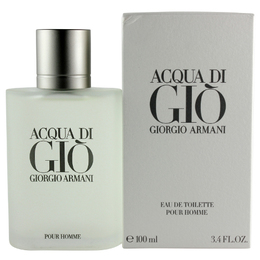 ACQUA DI
GIÒ
GIORGIO ARMANI
POUR HOMME
ACQUA DI
GIÒ
GIORGIO ARMANI
EAU DE TOILETTE
POUR HOMME
℮ 100 ml 3.4 FL.OZ.